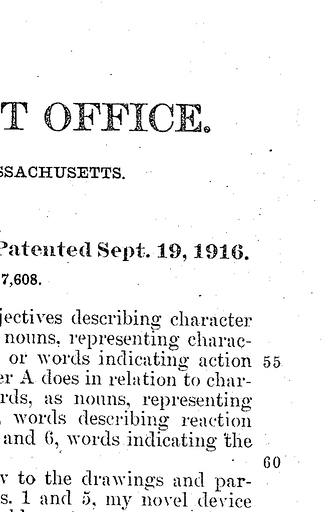 T OFFICE.
SSACHUSETTS.
Patented Sept. 19, 1916.
7,608.
jectives describing character
nouns, representing charac-
or words indicating action 55
er A does in relation to char-
rds, as nouns, representing
, words describing reaction
and 6, words indicating the
60
v to the drawings and par-
s. 1 and 5, my novel device